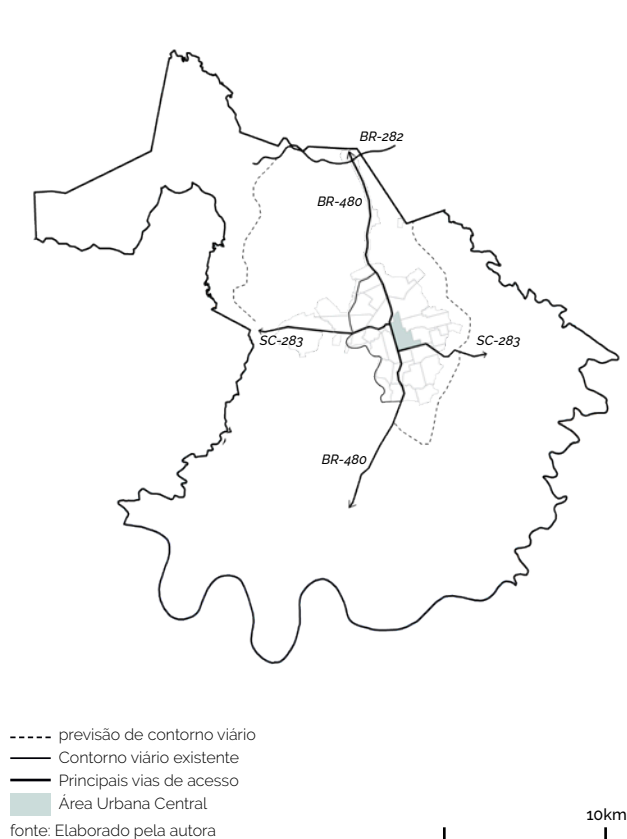 BR-282
BR-480
SC-283
SC-283
BR-480
previsão de contorno viário
Contorno viário existente
Principais vias de acesso
Área Urbana Central
10km
fonte: Elaborado pela autora